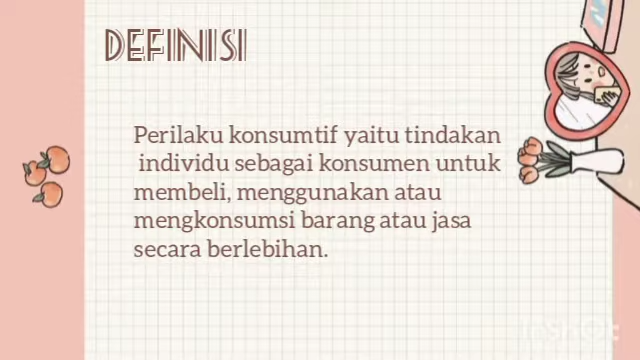 DEFINISI
Perilaku konsumtif yaitu tindakan
individu sebagai konsumen untuk
membeli, menggunakan atau
mengkonsumsi barang atau jasa
secara berlebihan.